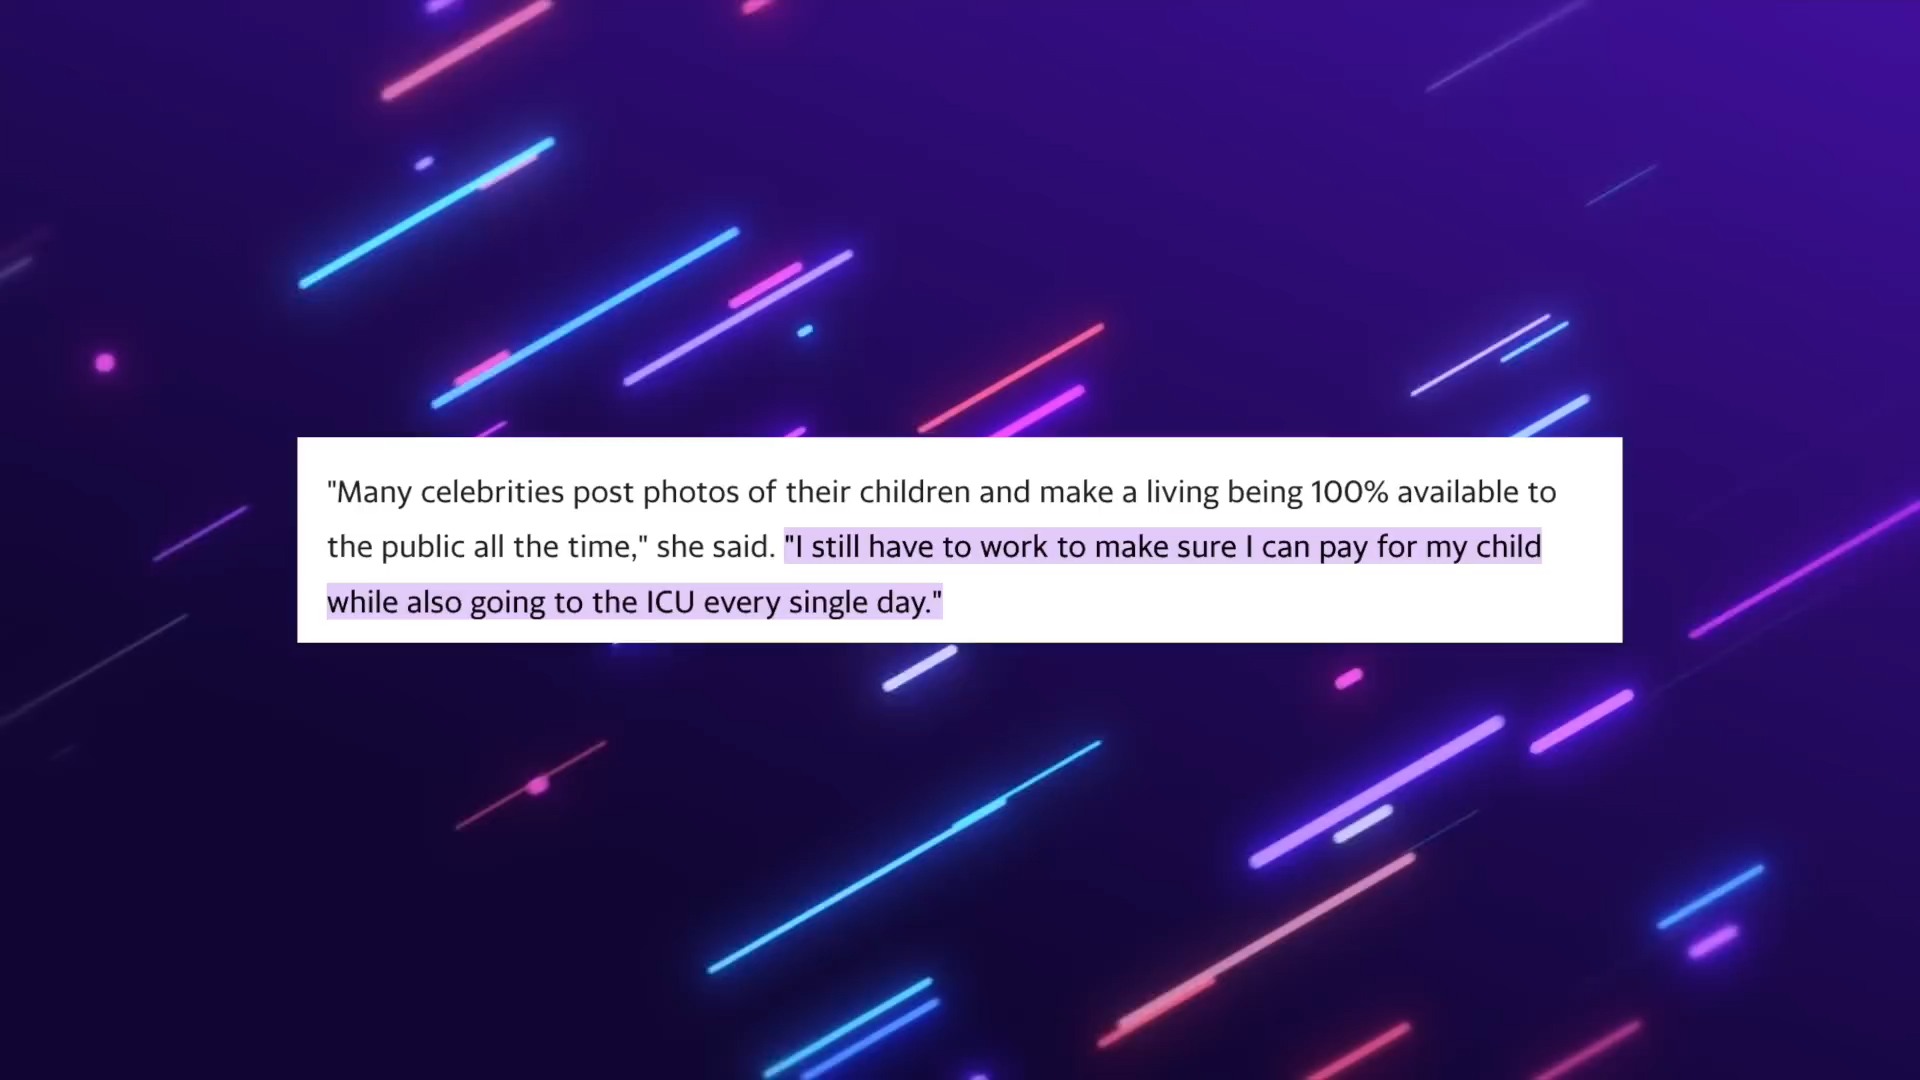 "Many celebrities post photos of their children and make a living being 100% available to
the public all the time," she said. "I still have to work to make sure I can pay for my child
while also going to the ICU every single day."